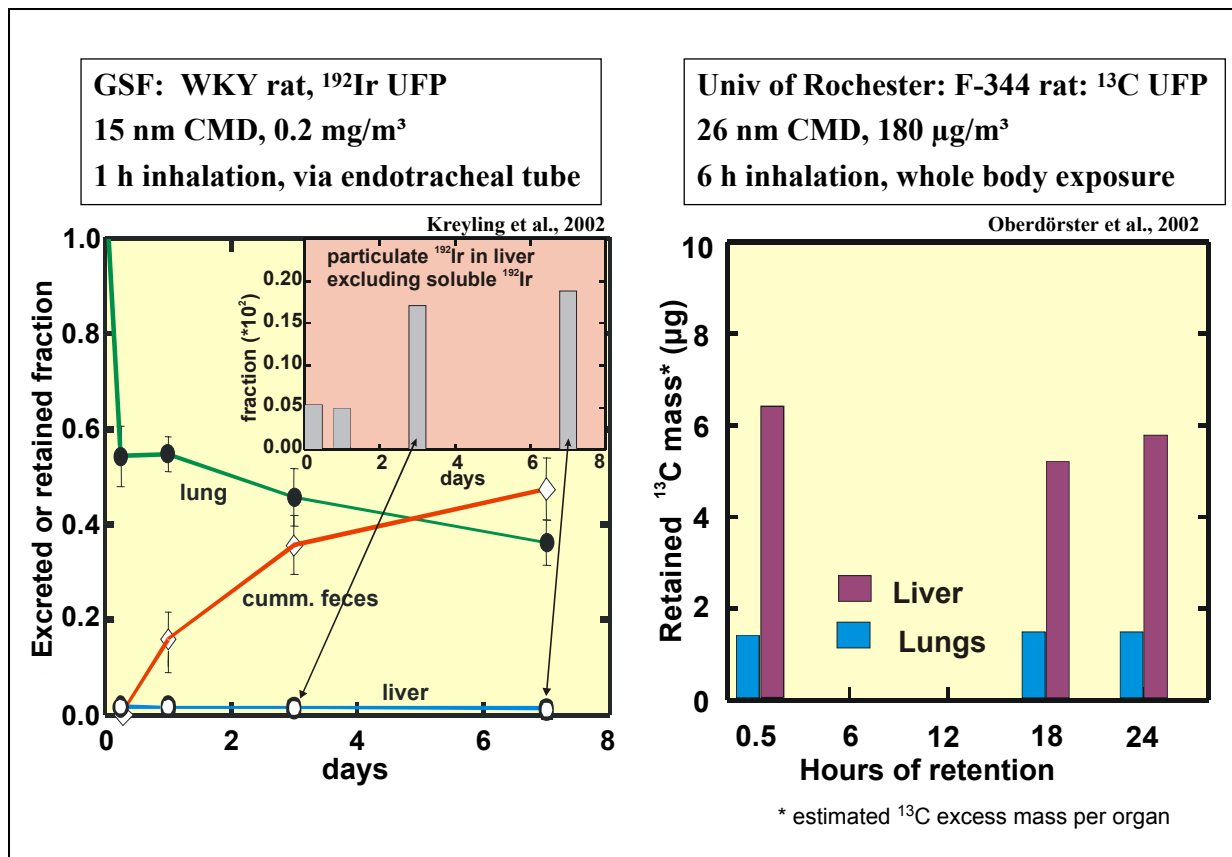 GSF: WKY rat, ¹⁹²Ir UFP
15 nm CMD, 0.2 mg/m³
1 h inhalation, via endotracheal tube
Kreyling et al., 2002
Excreted or retained fraction
1.0
0.8
0.6
0.4
0.2
0.0
0 2 4 6 8
days
lung
cumm. feces
liver
particulate ¹⁹²Ir in liver
excluding soluble ¹⁹²Ir
fraction (*10²)
0.20
0.15
0.10
0.05
0.00
0 2 4 6 8
days
Univ of Rochester: F-344 rat: ¹³C UFP
26 nm CMD, 180 µg/m³
6 h inhalation, whole body exposure
Oberdörster et al., 2002
Retained ¹³C mass* (µg)
10
8
6
4
2
0
Liver
Lungs
0.5 6 12 18 24
Hours of retention
* estimated ¹³C excess mass per organ